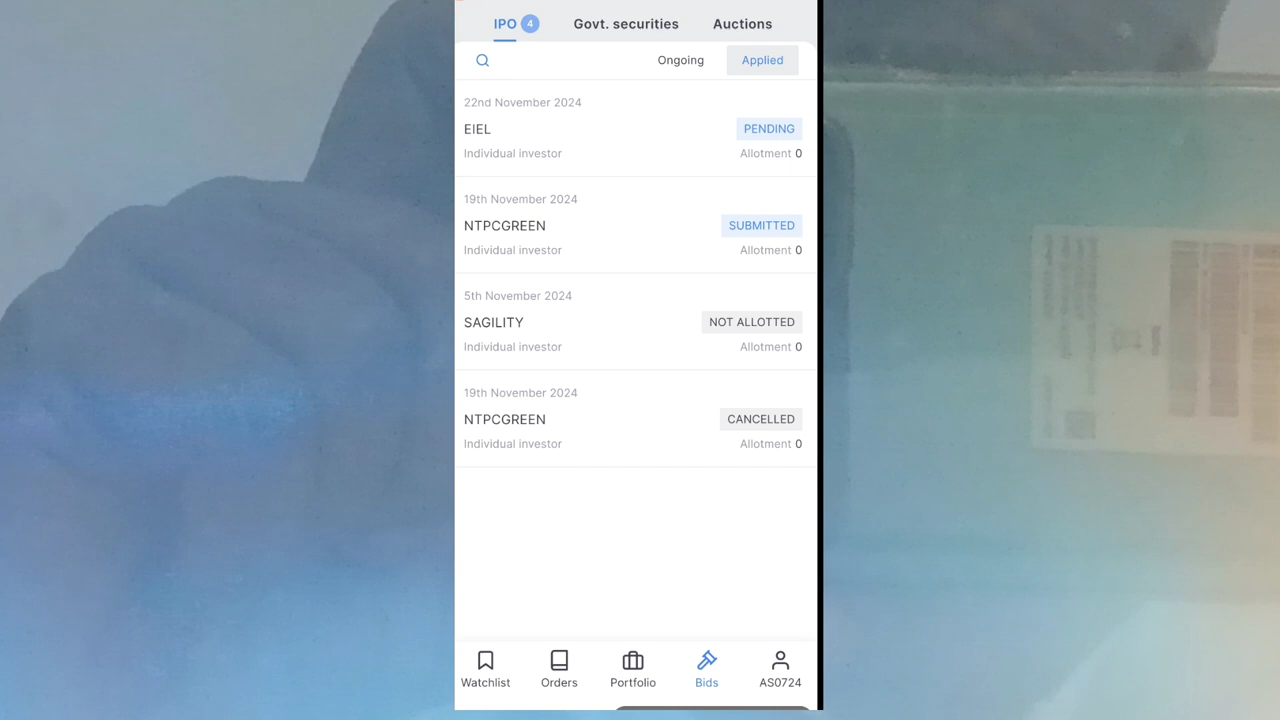 IPO 4 Govt. securities Auctions
Ongoing Applied
22nd November 2024
EIEL PENDING
Individual investor Allotment 0
19th November 2024
NTPCGREEN SUBMITTED
Individual investor Allotment 0
5th November 2024
SAGILITY NOT ALLOTTED
Individual investor Allotment 0
19th November 2024
NTPCGREEN CANCELLED
Individual investor Allotment 0
Watchlist Orders Portfolio Bids AS0724